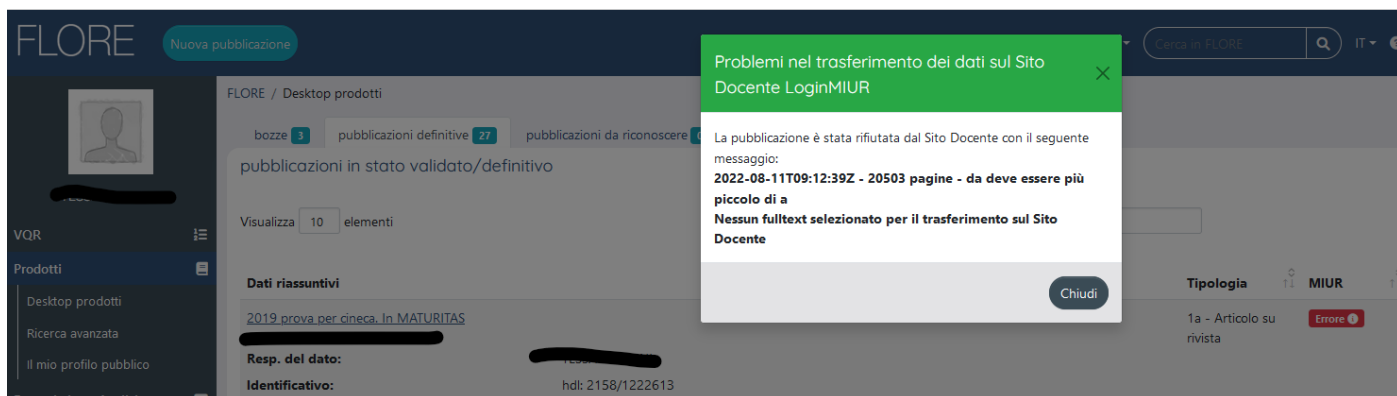 FLORE
Nuova pubblicazione
Cerca in FLORE
IT
FLORE / Desktop prodotti
bozze 3
pubblicazioni definitive 27
pubblicazioni da riconoscere
pubblicazioni in stato validato/definitivo
Visualizza 10 elementi
VQR
Prodotti
Desktop prodotti
Ricerca avanzata
Il mio profilo pubblico
Problemi nel trasferimento dei dati sul Sito
Docente LoginMIUR
La pubblicazione è stata rifiutata dal Sito Docente con il seguente
messaggio:
2022-08-11T09:12:39Z - 20503 pagine - da deve essere più
piccolo di a
Nessun fulltext selezionato per il trasferimento sul Sito
Docente
Chiudi
Dati riassuntivi
Tipologia
MIUR
2019 prova per cineca. In MATURITAS
1a - Articolo su
rivista
Errore
Resp. del dato:
Identificativo:
hdl: 2158/1222613